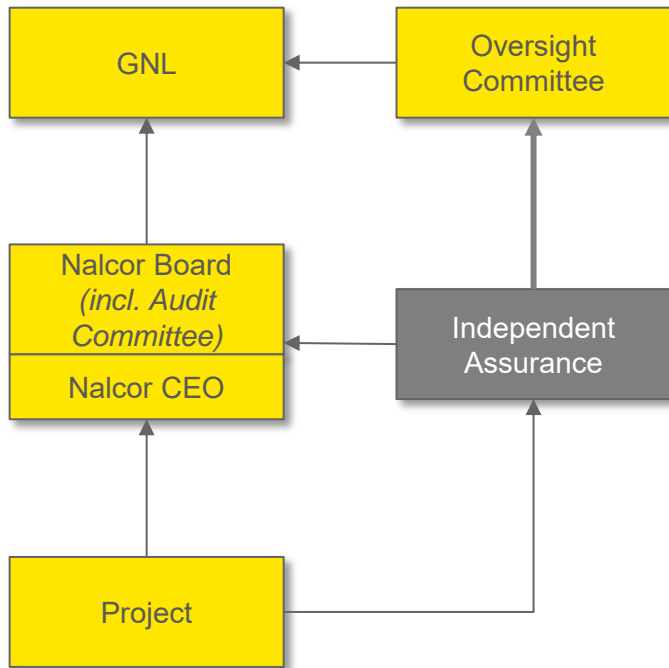 GNL
Oversight
Committee
Nalcor Board
(incl. Audit
Committee)
Nalcor CEO
Independent
Assurance
Project